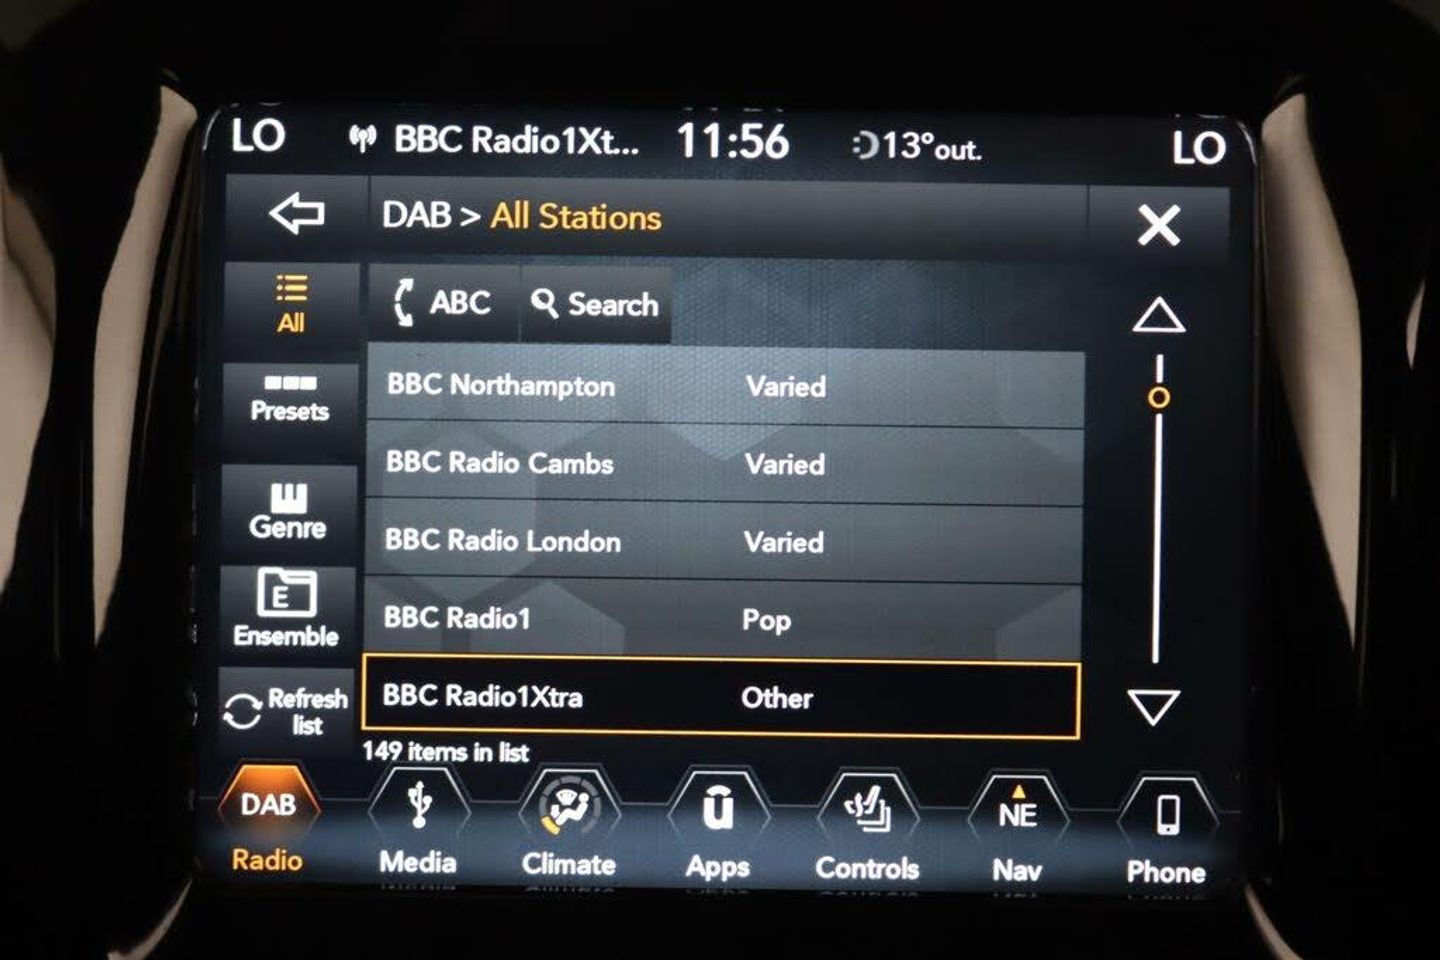 LO BBC Radio1Xt... 11:56 13°out. LO
DAB > All Stations
All
ABC Search
BBC Northampton Varied
Presets
BBC Radio Cambs Varied
Genre
BBC Radio London Varied
E
Ensemble
BBC Radio1 Pop
Refresh
list
BBC Radio1Xtra Other
149 items in list
DAB
Radio
Media
Climate
Apps
Controls
NE
Nav
Phone